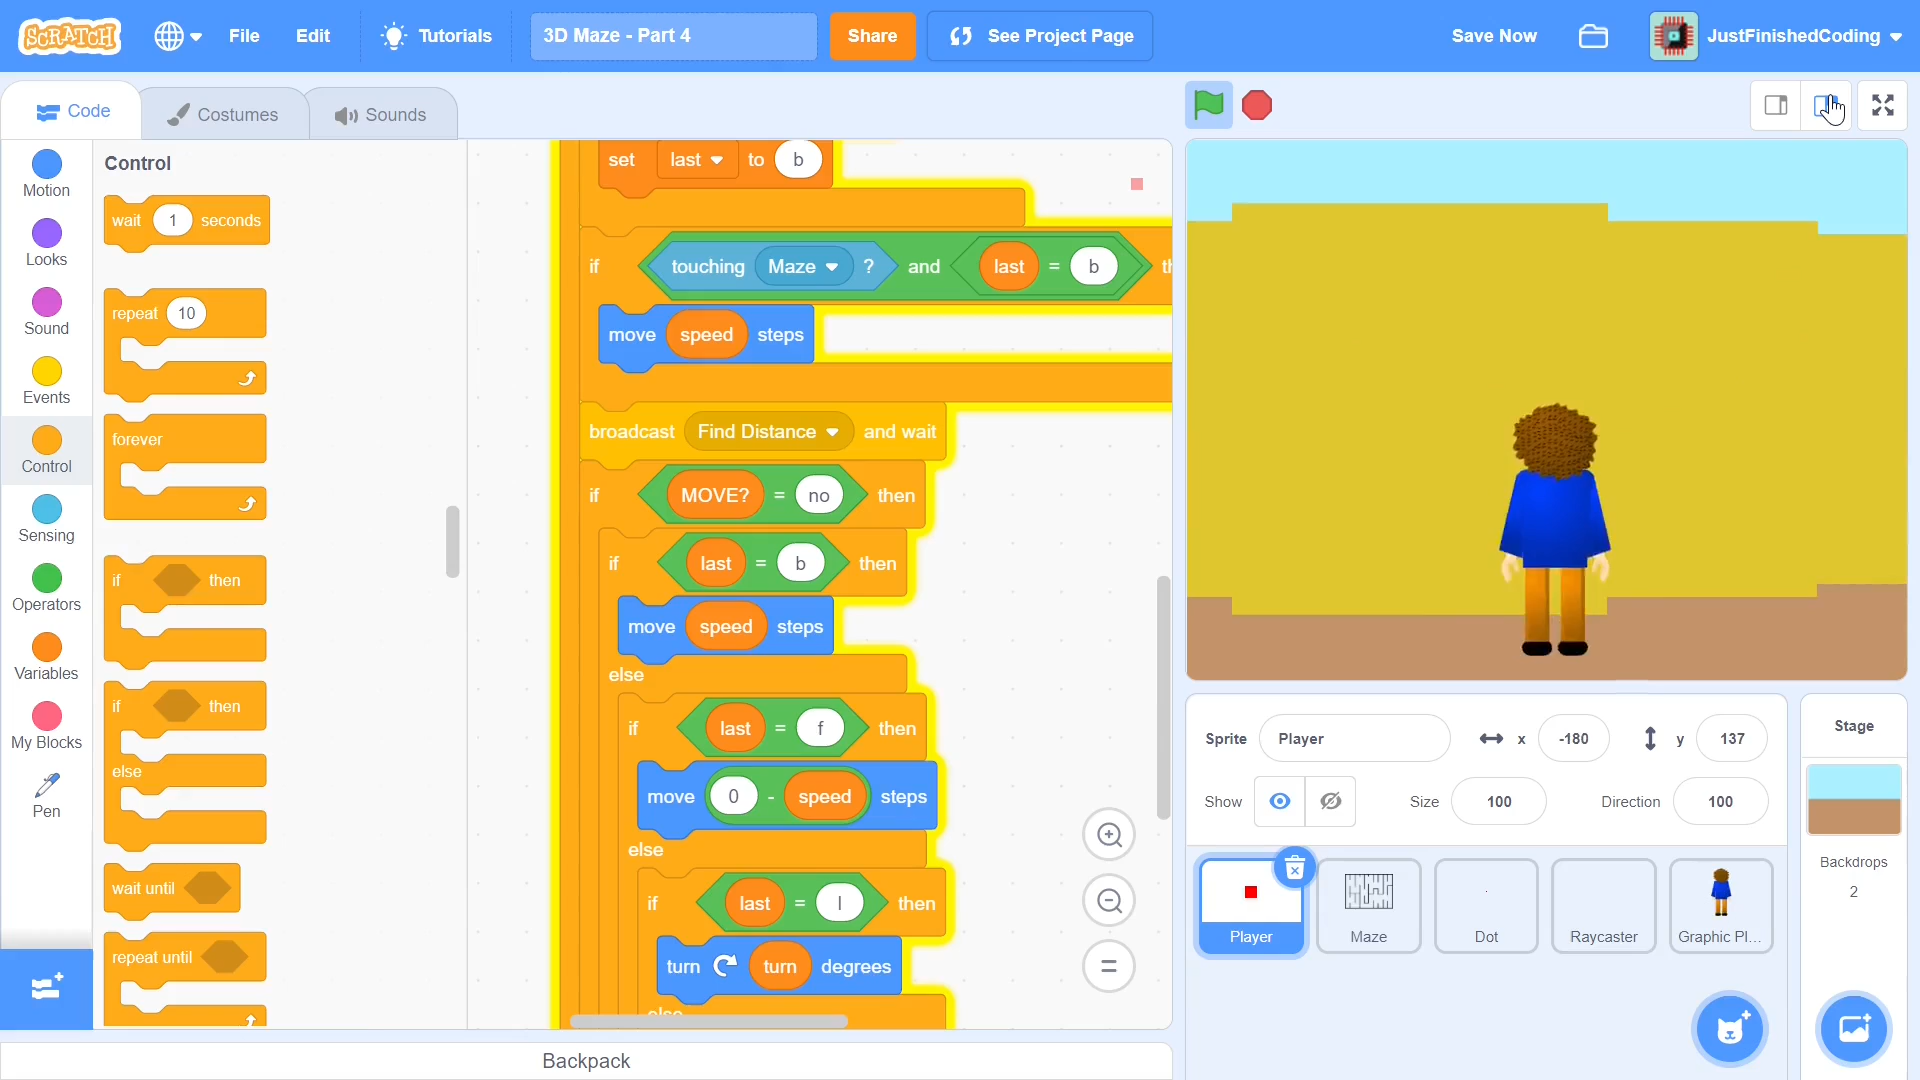 SCRATCH
File
Edit
Tutorials
3D Maze - Part 4
Share
See Project Page
Save Now
JustFinishedCoding
Code
Costumes
Sounds
Motion
Looks
Sound
Events
Control
Sensing
Operators
Variables
My Blocks
Pen
Control
wait 1 seconds
repeat 10
forever
if then
if then
else
wait until
repeat until
set last to b
if touching Maze ? and last = b
move speed steps
broadcast Find Distance and wait
if MOVE? = no then
if last = b then
move speed steps
else
if last = f then
move 0 - speed steps
else
if last = l then
turn turn degrees
else
Backpack
Sprite Player x -180 y 137
Show Size 100 Direction 100
Player
Maze
Dot
Raycaster
Graphic Pl...
Stage
Backdrops
2